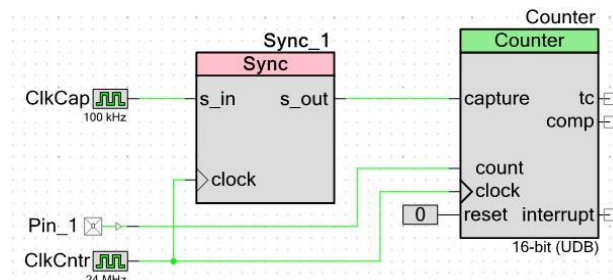 Counter
Sync_1
Counter
Sync
ClkCap
100 kHz
s_in
s_out
capture
tc
comp
clock
count
clock
Pin_1
0
reset
interrupt
ClkCntr
24 MHz
16-bit (UDB)